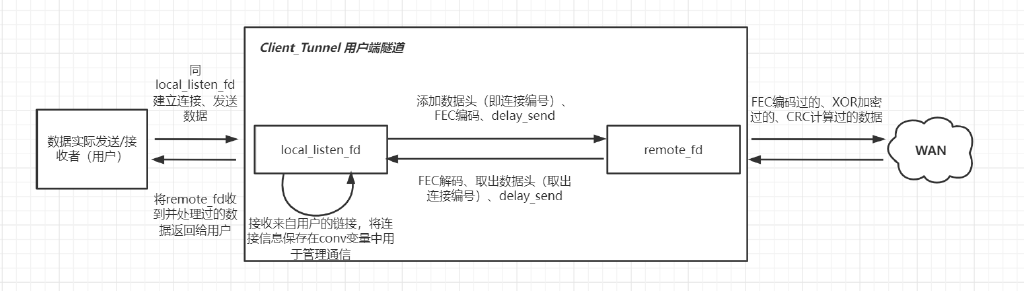 Client_Tunnel 用户端隧道
同
local_listen_fd
建立连接、发送
数据
数据实际发送/接
收者（用户）
将remote_fd收
到并处理过的数
据返回给用户
local_listen_fd
接收来自用户的链接，将连
接信息保存在conv变量中用
于管理通信
添加数据头（即连接编号）、
FEC编码、delay_send
FEC解码、取出数据头（取出
连接编号）、delay_send
remote_fd
FEC编码过的、XOR加密
过的、CRC计算过的数据
WAN